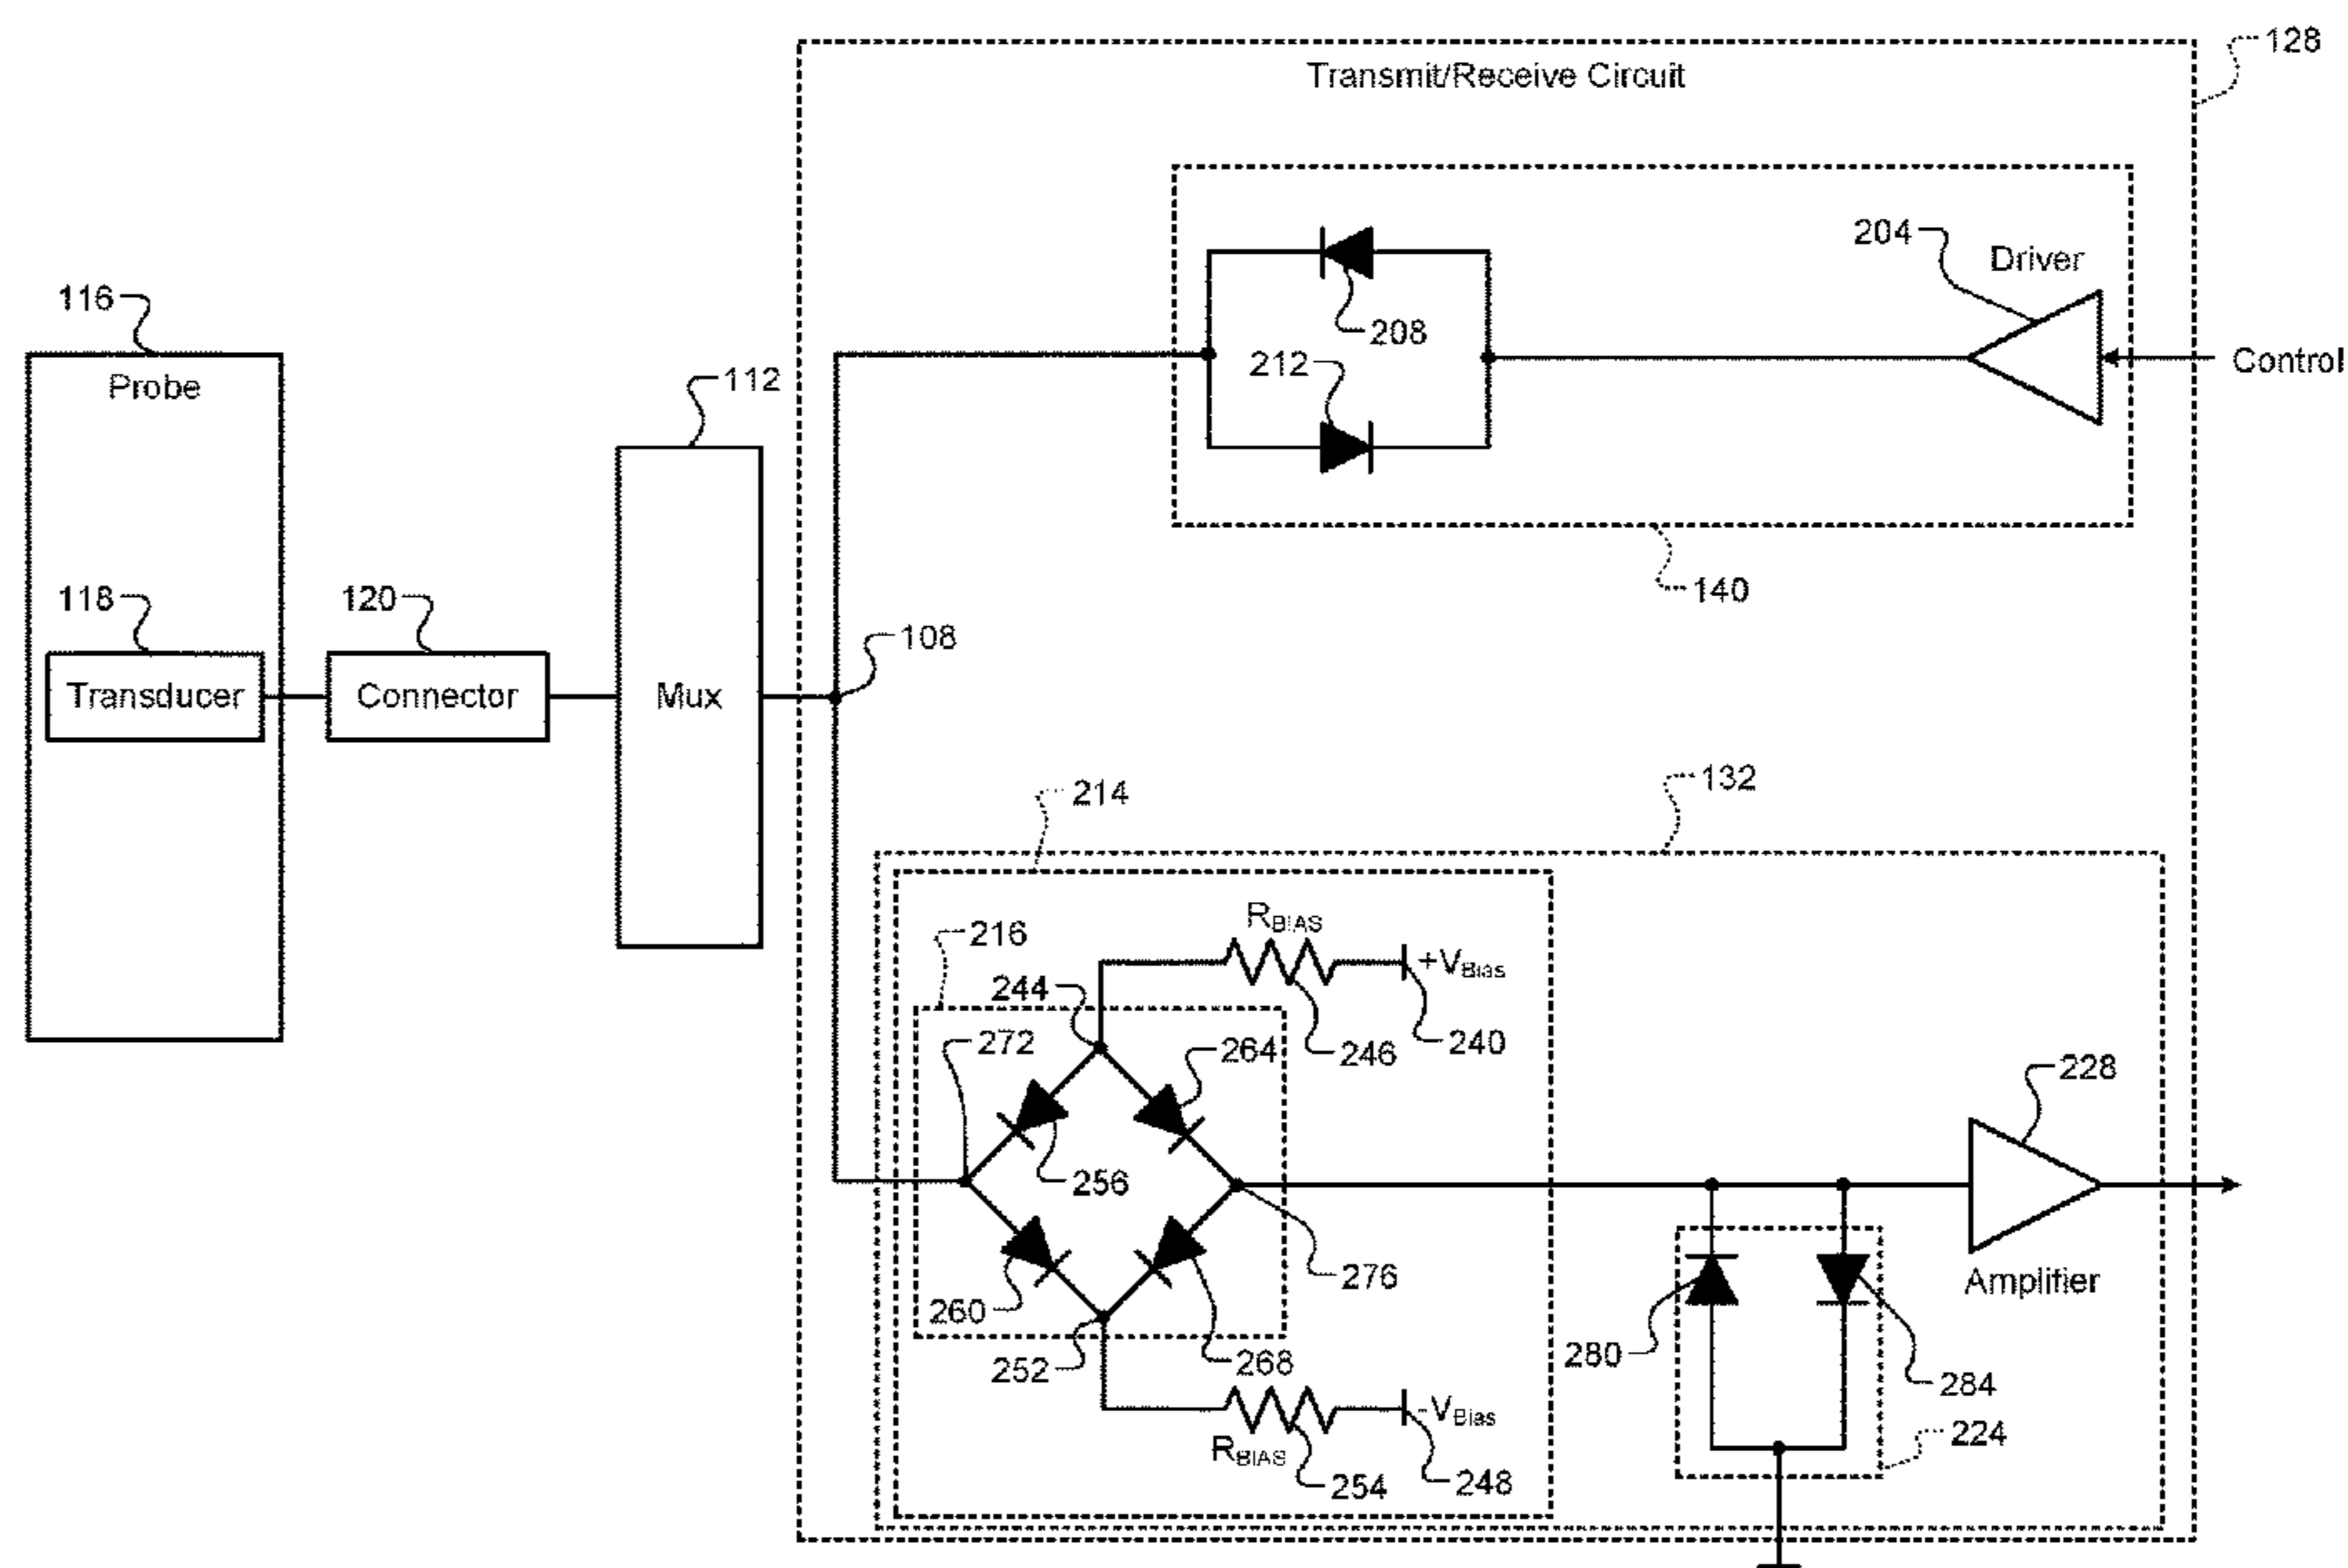 128
Transmit/Receive Circuit
204
Driver
116
208
Probe
212
Control
112
140
118
120
108
Transducer
Connector
Mux
132
214
RBIAS
216
+VBias
244
272
264
246
240
228
256
276
260
Amplifier
280
252
268
284
-VBias
224
RBIAS
254
248